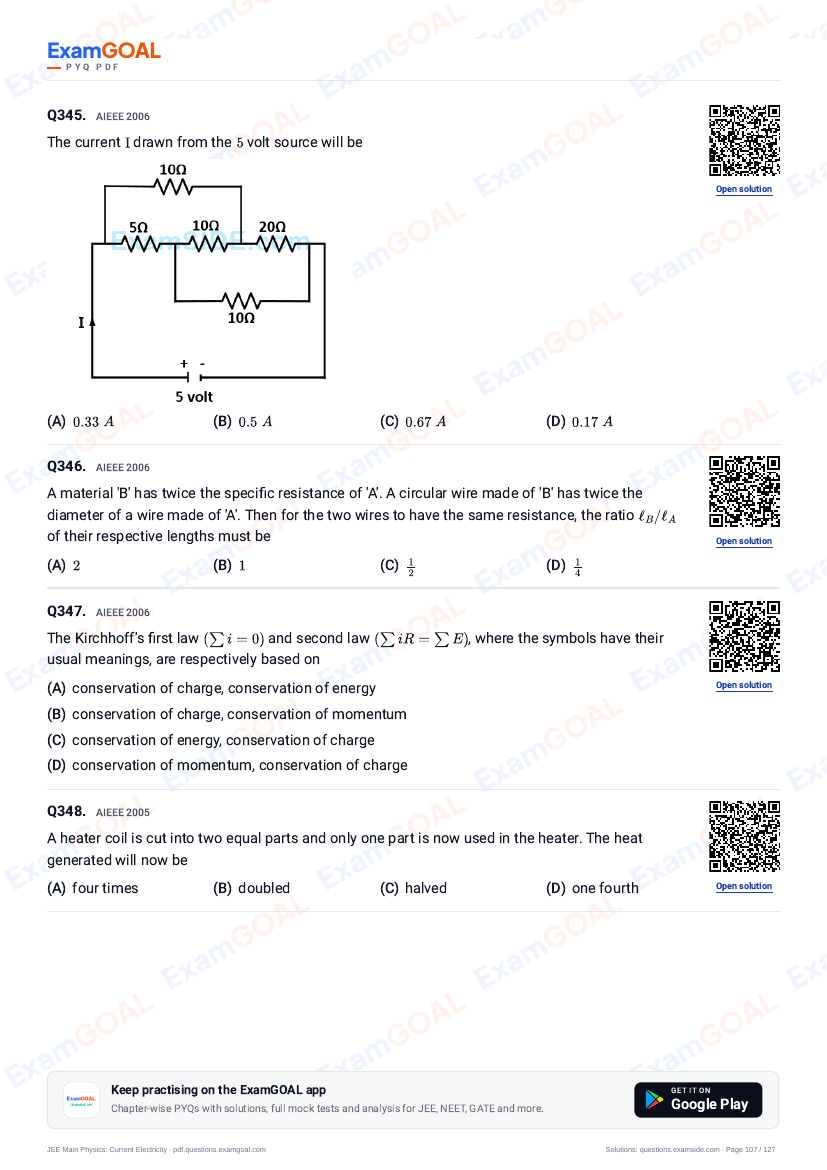 ExamGOAL
PYQ PDF
Q345. AIEEE 2006
The current I drawn from the 5 volt source will be
10Ω
5Ω 10Ω 20Ω
ExamSIDE.com
10Ω
I
+ -
5 volt
(A) 0.33 A (B) 0.5 A (C) 0.67 A (D) 0.17 A
Open solution
Q346. AIEEE 2006
A material 'B' has twice the specific resistance of 'A'. A circular wire made of 'B' has twice the
diameter of a wire made of 'A'. Then for the two wires to have the same resistance, the ratio ℓ_B/ℓ_A
of their respective lengths must be
(A) 2 (B) 1 (C) 1/2 (D) 1/4
Open solution
Q347. AIEEE 2006
The Kirchhoff's first law (∑ i = 0) and second law (∑ iR = ∑ E), where the symbols have their
usual meanings, are respectively based on
(A) conservation of charge, conservation of energy
(B) conservation of charge, conservation of momentum
(C) conservation of energy, conservation of charge
(D) conservation of momentum, conservation of charge
Open solution
Q348. AIEEE 2005
A heater coil is cut into two equal parts and only one part is now used in the heater. The heat
generated will now be
(A) four times (B) doubled (C) halved (D) one fourth
Open solution
ExamGOAL
Keep practising on the ExamGOAL app
Chapter-wise PYQs with solutions, full mock tests and analysis for JEE, NEET, GATE and more.
GET IT ON
Google Play
JEE Main Physics: Current Electricity · pdf.questions.examgoal.com
Solutions: questions.examside.com · Page 107 / 127